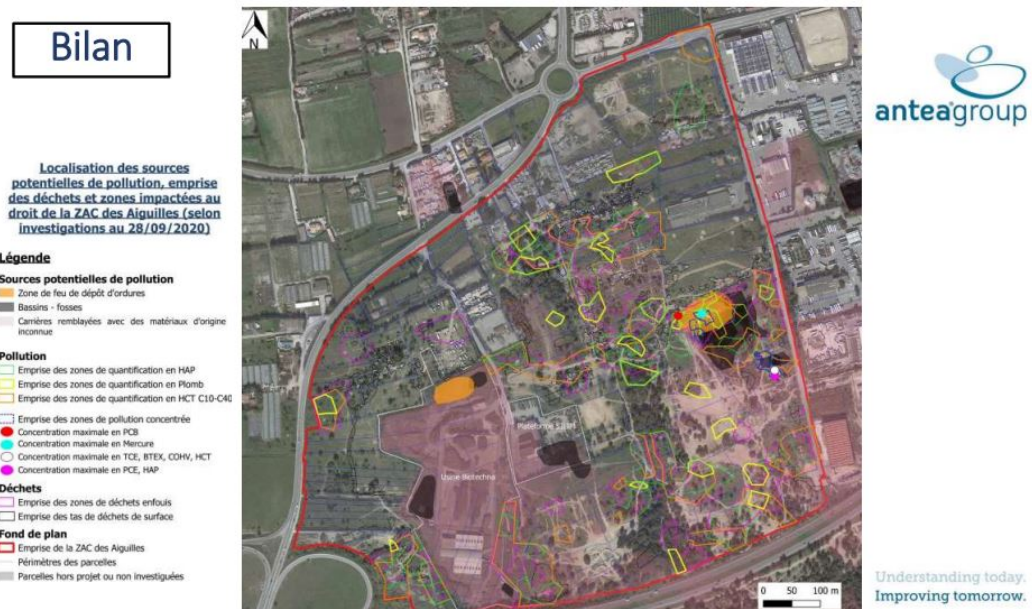 Bilan
Localisation des sources
potentielles de pollution, emprise
des déchets et zones impactées au
droit de la ZAC des Aiguilles (selon
investigations au 28/09/2020)
Légende
Sources potentielles de pollution
Zone de feu de dépôt d'ordures
Bassins - fosses
Carrières remblayées avec des matériaux d'origine
inconnue
Pollution
Emprise des zones de quantification en HAP
Emprise des zones de quantification en Plomb
Emprise des zones de quantification en HCT C10-C40
Emprise des zones de pollution concentrée
Concentration maximale en PCB
Concentration maximale en Mercure
Concentration maximale en TCE, BTEX, COHV, HCT
Concentration maximale en PCE, HAP
Déchets
Emprise des zones de déchets enfouis
Emprise des tas de déchets de surface
Fond de plan
Emprise de la ZAC des Aiguilles
Périmètres des parcelles
Parcelles hors projet ou non investiguées
N
Usine Biotechna
0 50 100 m
anteagroup
Understanding today.
Improving tomorrow.